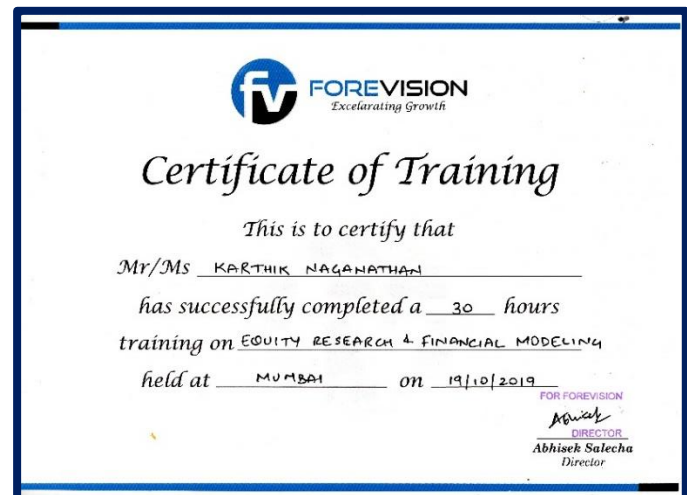 fv FOREVISION
Excelarating Growth
Certificate of Training
This is to certify that
Mr/Ms KARTHIK NAGANATHAN
has successfully completed a 30 hours
training on EQUITY RESEARCH & FINANCIAL MODELING
held at MUMBAI on 19/10/2019
FOR FOREVISION
Abhisek
DIRECTOR
Abhisek Salecha
Director